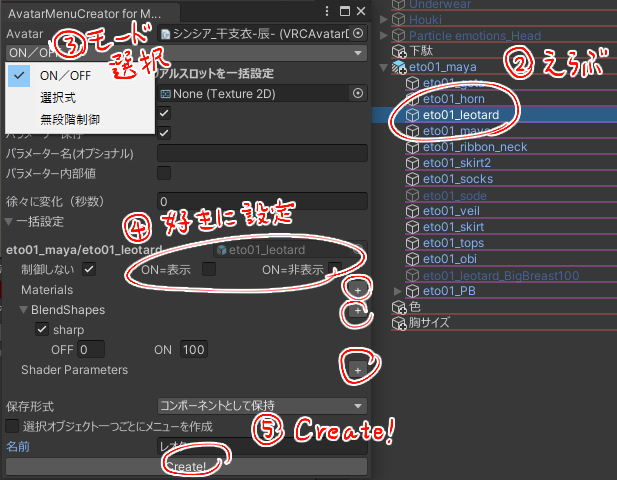 AvatarMenuCreator for M...
Avatar
シンシア_干支衣-辰- (VRCAvatarD
③モード
選択
ON／OFF
ON／OFF
選択式
無段階制御
リアルスロットを一括設定
None (Texture 2D)
パラメーター保存
パラメーター名(オプショナル)
パラメーター内部値
徐々に変化（秒数）
0
一括設定
④ 好きに設定
eto01_maya/eto01_leotard
eto01_leotard
制御しない
ON=表示
ON=非表示
Materials
+
BlendShapes
+
sharp
OFF
0
ON
100
Shader Parameters
+
保存形式
コンポーネントとして保持
選択オブジェクト一つごとにメニューを作成
⑤ Create!
名前
Create!
Underwear
Houki
Particle emotions_Head
下駄
eto01_maya
② えらぶ
eto01_geta
eto01_horn
eto01_leotard
eto01_maya
eto01_ribbon_neck
eto01_skirt2
eto01_socks
eto01_sode
eto01_veil
eto01_skirt
eto01_tops
eto01_obi
eto01_leotard_BigBreast100
eto01_PB
色
胸サイズ